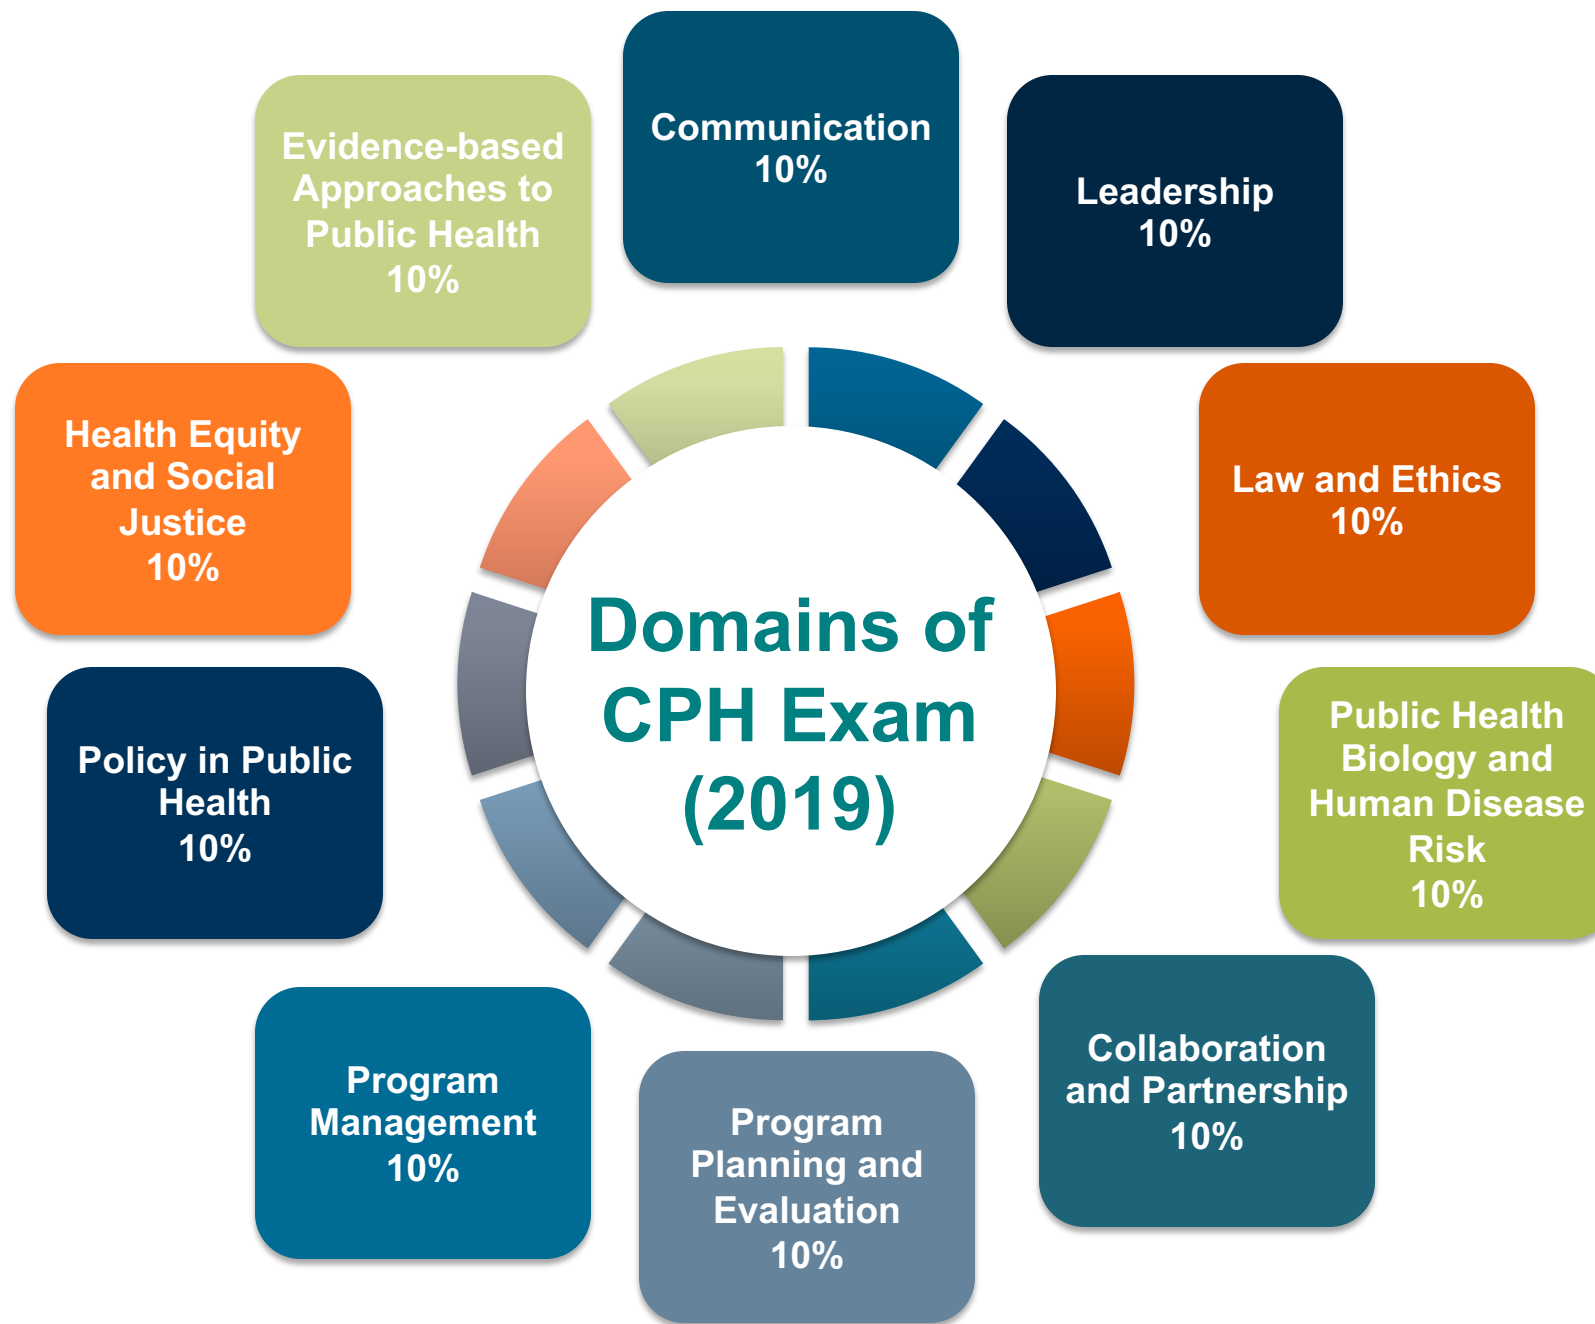 Communication
10%
Leadership
10%
Law and Ethics
10%
Public Health
Biology and
Human Disease
Risk
10%
Collaboration
and Partnership
10%
Program
Planning and
Evaluation
10%
Program
Management
10%
Policy in Public
Health
10%
Health Equity
and Social
Justice
10%
Evidence-based
Approaches to
Public Health
10%
Domains of
CPH Exam
(2019)